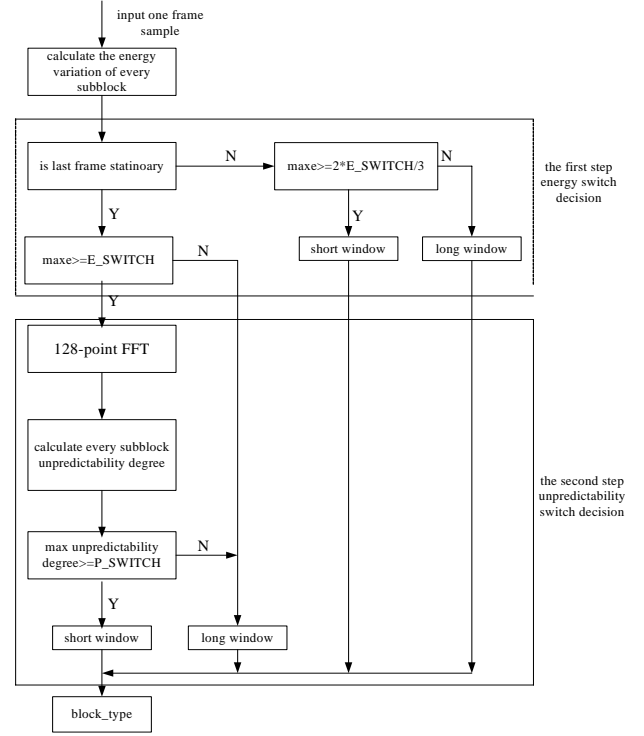 input one frame
sample
calculate the energy
variation of every
subblock
is last frame statinoary
N
maxe>=2*E_SWITCH/3
N
the first step
energy switch
decision
Y
Y
short window
long window
maxe>=E_SWITCH
N
Y
128-point FFT
calculate every subblock
unpredictability degree
the second step
unpredictability
switch decision
max unpredictability
degree>=P_SWITCH
N
Y
short window
long window
block_type